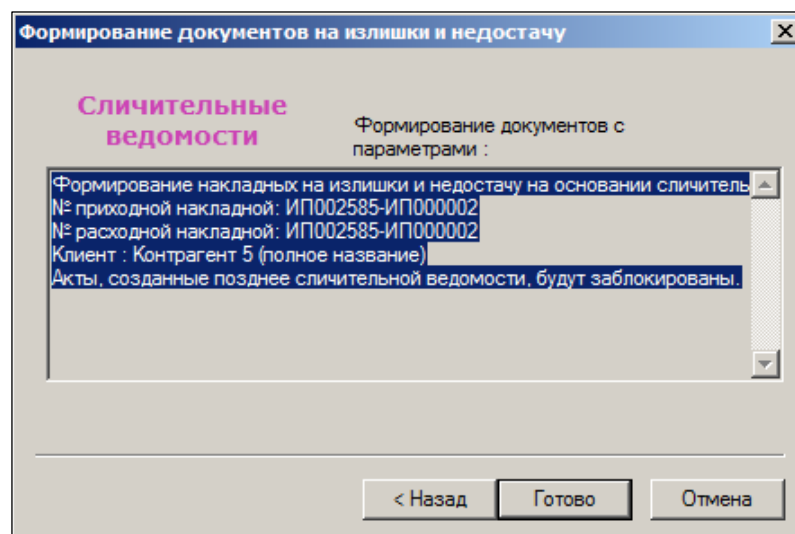 Формирование документов на излишки и недостачу
Сличительные
ведомости
Формирование документов с
параметрами :
Формирование накладных на излишки и недостачу на основании сличитель
№ приходной накладной: ИП002585-ИП000002
№ расходной накладной: ИП002585-ИП000002
Клиент : Контрагент 5 (полное название)
Акты, созданные позднее сличительной ведомости, будут заблокированы.
< Назад
Готово
Отмена